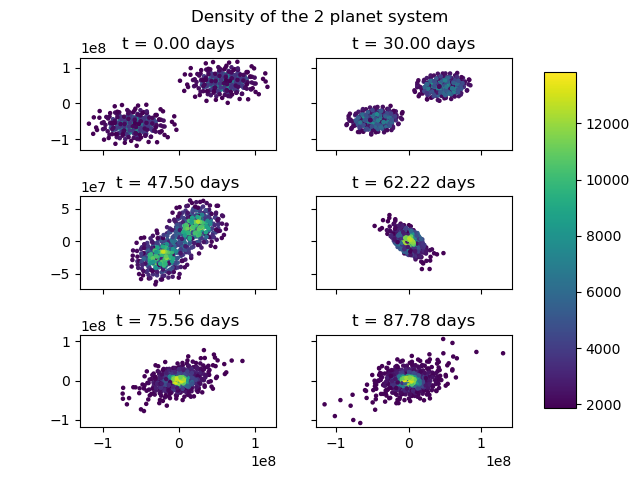 Density of the 2 planet system
1e8 t = 0.00 days t = 30.00 days
1
0
−1
1e7 t = 47.50 days t = 62.22 days
5
0
−5
1e8 t = 75.56 days t = 87.78 days
1
0
−1
−1 0 1 −1 0 1
1e8 1e8
12000
10000
8000
6000
4000
2000